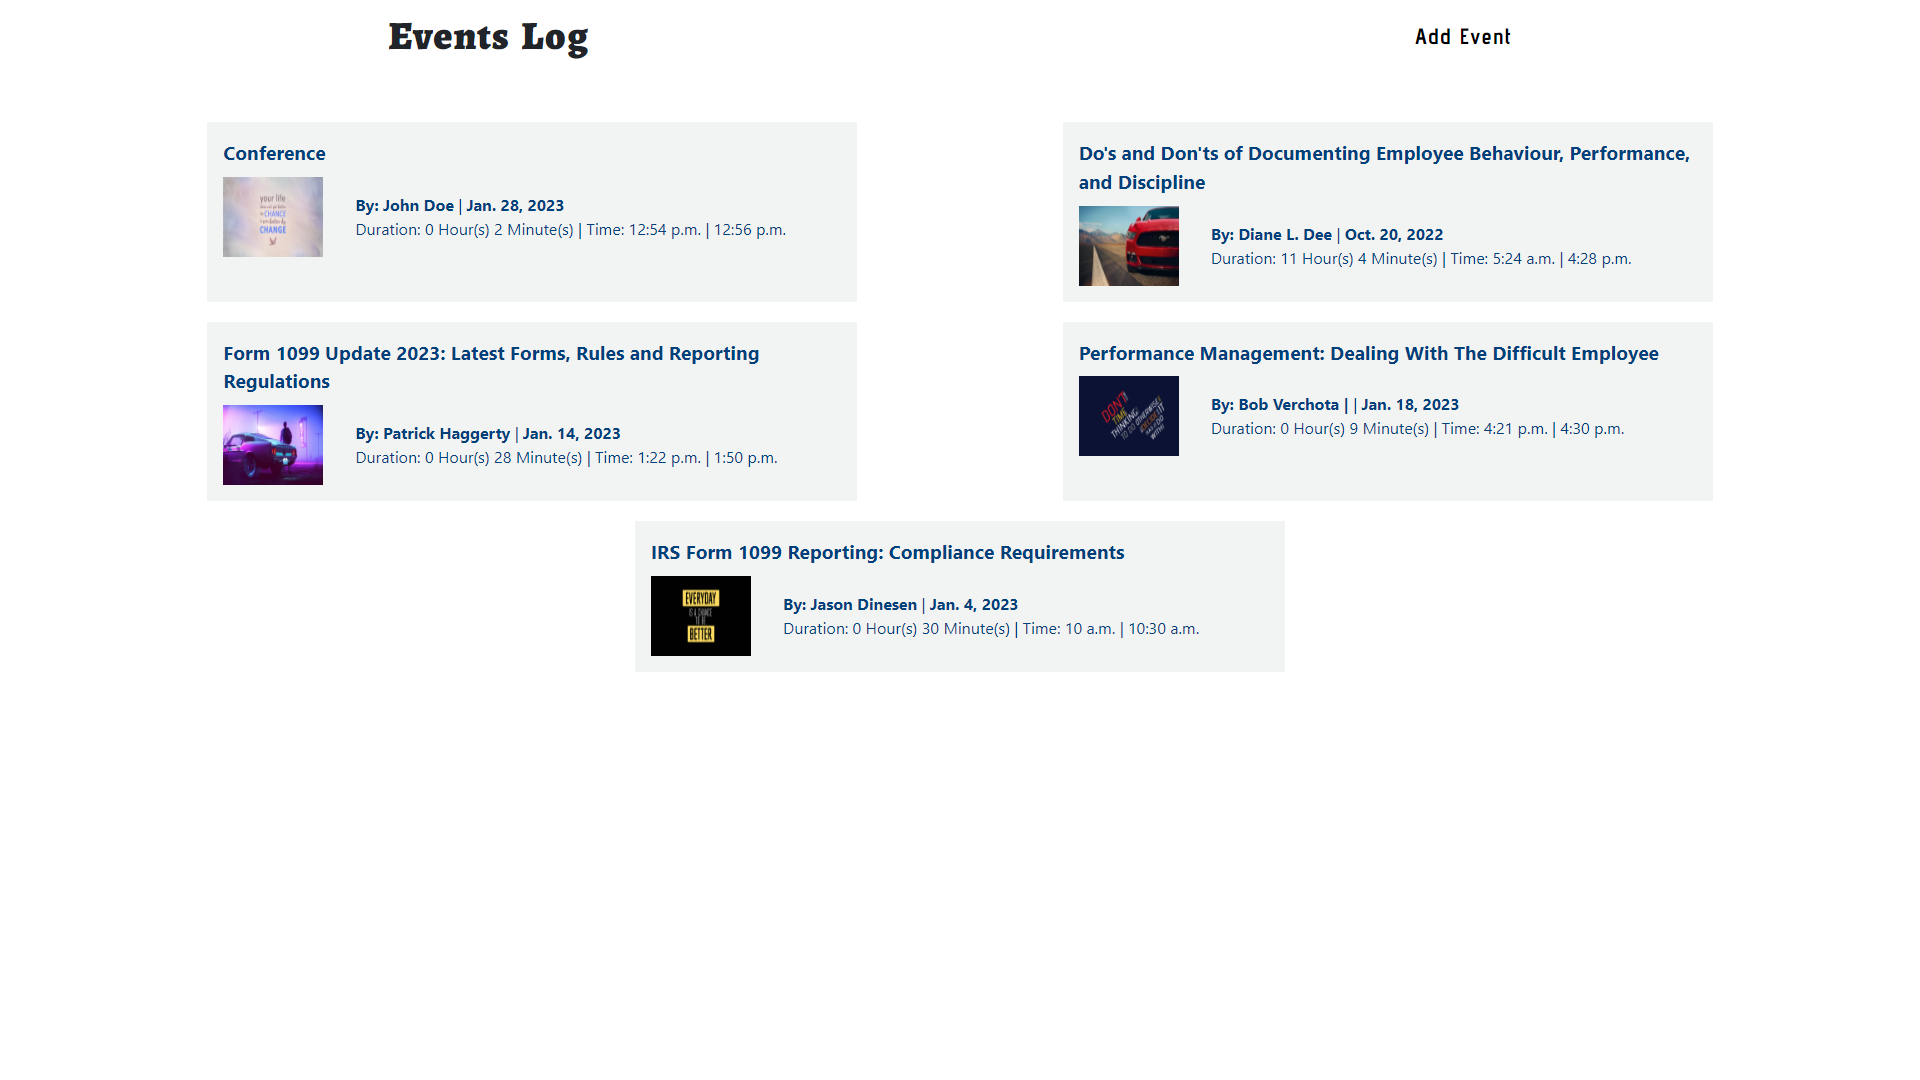 Events Log
Add Event
Conference
your life
CHANCE
CHANGE
By: John Doe | Jan. 28, 2023
Duration: 0 Hour(s) 2 Minute(s) | Time: 12:54 p.m. | 12:56 p.m.
Do's and Don'ts of Documenting Employee Behaviour, Performance,
and Discipline
By: Diane L. Dee | Oct. 20, 2022
Duration: 11 Hour(s) 4 Minute(s) | Time: 5:24 a.m. | 4:28 p.m.
Form 1099 Update 2023: Latest Forms, Rules and Reporting
Regulations
By: Patrick Haggerty | Jan. 14, 2023
Duration: 0 Hour(s) 28 Minute(s) | Time: 1:22 p.m. | 1:50 p.m.
Performance Management: Dealing With The Difficult Employee
DON'T
TIME
THINKING
By: Bob Verchota | | Jan. 18, 2023
Duration: 0 Hour(s) 9 Minute(s) | Time: 4:21 p.m. | 4:30 p.m.
IRS Form 1099 Reporting: Compliance Requirements
EVERYDAY
IS A CHANCE
TO BE
BETTER
By: Jason Dinesen | Jan. 4, 2023
Duration: 0 Hour(s) 30 Minute(s) | Time: 10 a.m. | 10:30 a.m.